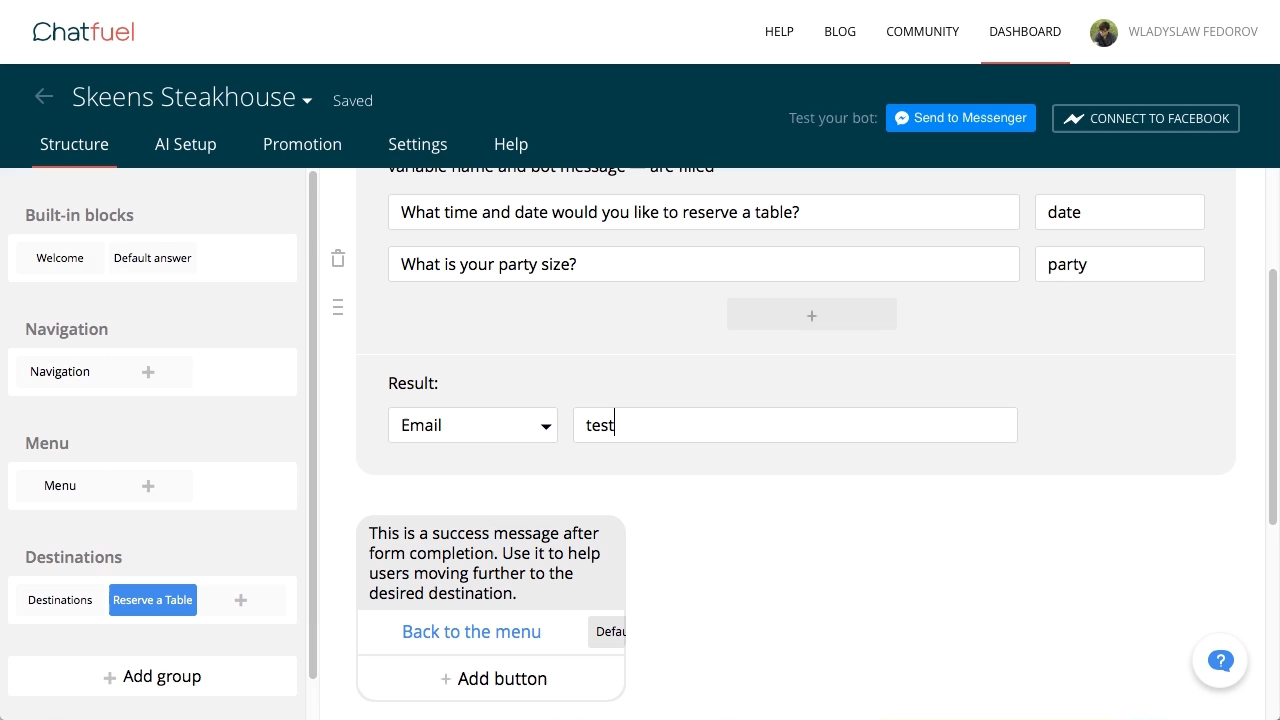 Chatfuel
HELP
BLOG
COMMUNITY
DASHBOARD
WLADYSLAW FEDOROV
Skeens Steakhouse
Saved
Test your bot:
Send to Messenger
CONNECT TO FACEBOOK
Structure
AI Setup
Promotion
Settings
Help
Built-in blocks
Welcome
Default answer
Navigation
Navigation
+
Menu
Menu
+
Destinations
Destinations
Reserve a Table
+
+ Add group
variable name and bot message — are filled
What time and date would you like to reserve a table?
date
What is your party size?
party
+
Result:
Email
test
This is a success message after
form completion. Use it to help
users moving further to the
desired destination.
Back to the menu
Defau
+ Add button
?